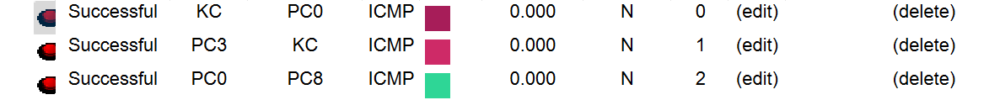 Successful KC PC0 ICMP 0.000 N 0 (edit) (delete)
Successful PC3 KC ICMP 0.000 N 1 (edit) (delete)
Successful PC0 PC8 ICMP 0.000 N 2 (edit) (delete)